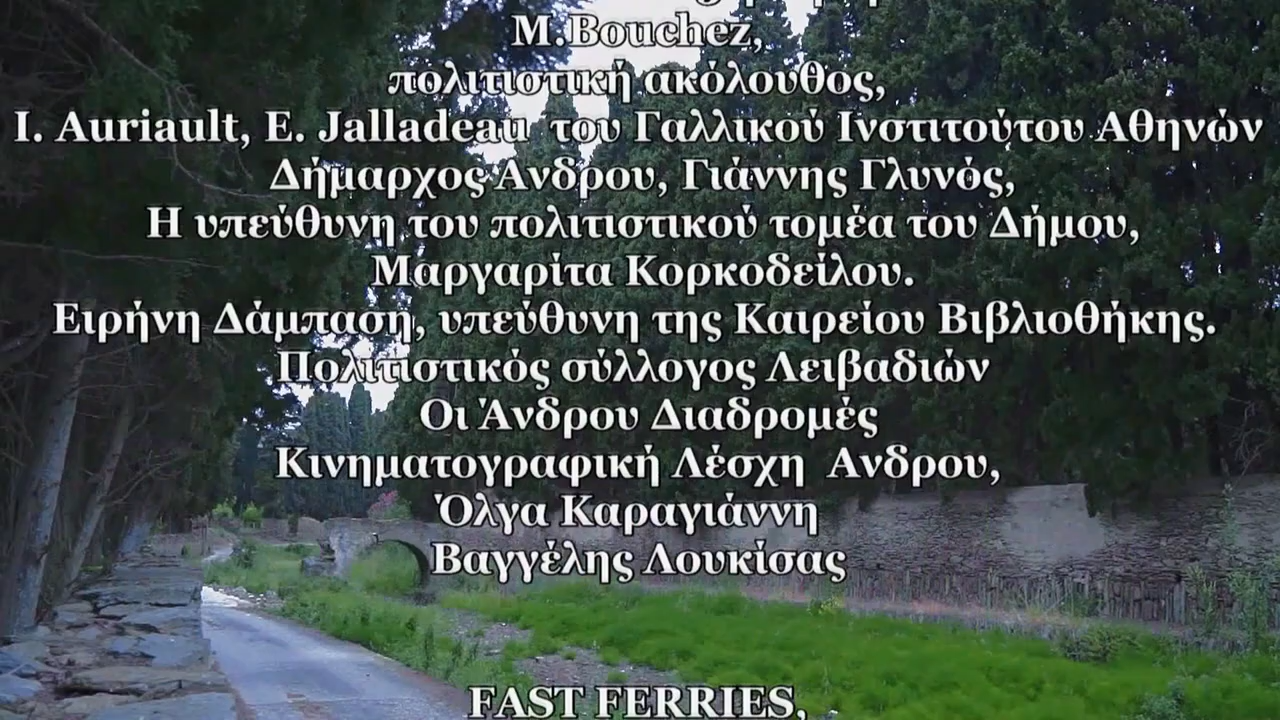 M.Bouchez,
πολιτιστική ακόλουθος,
I. Auriault, E. Jalladeau του Γαλλικού Ινστιτούτου Αθηνών
Δήμαρχος Άνδρου, Γιάννης Γλυνός,
Η υπεύθυνη του πολιτιστικού τομέα του Δήμου,
Μαργαρίτα Κορκοδείλου.
Ειρήνη Δάμπαση, υπεύθυνη της Καιρείου Βιβλιοθήκης.
Πολιτιστικός σύλλογος Λειβαδιών
Οι Άνδρου Διαδρομές
Κινηματογραφική Λέσχη Ανδρου,
Όλγα Καραγιάννη
Βαγγέλης Λουκίσας
FAST FERRIES,